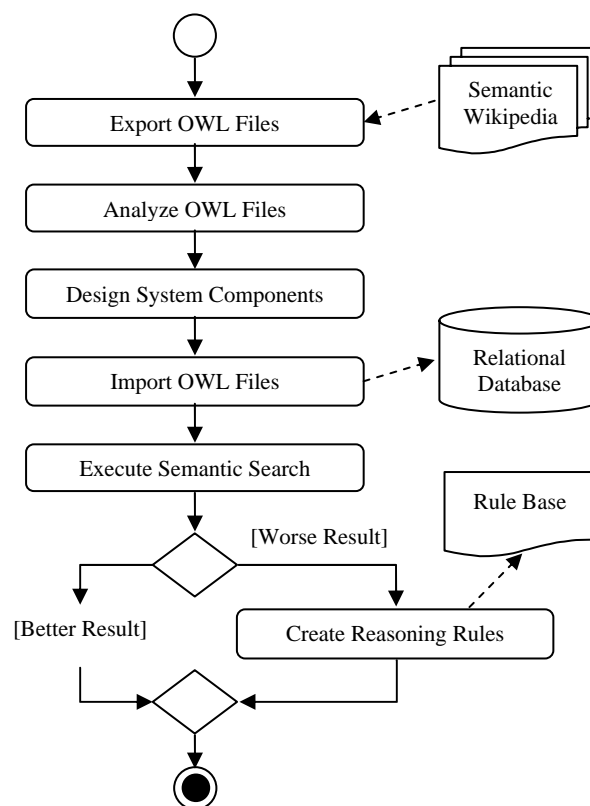 Export OWL Files
Semantic
Wikipedia
Analyze OWL Files
Design System Components
Import OWL Files
Relational
Database
Execute Semantic Search
Rule Base
[Worse Result]
[Better Result]
Create Reasoning Rules